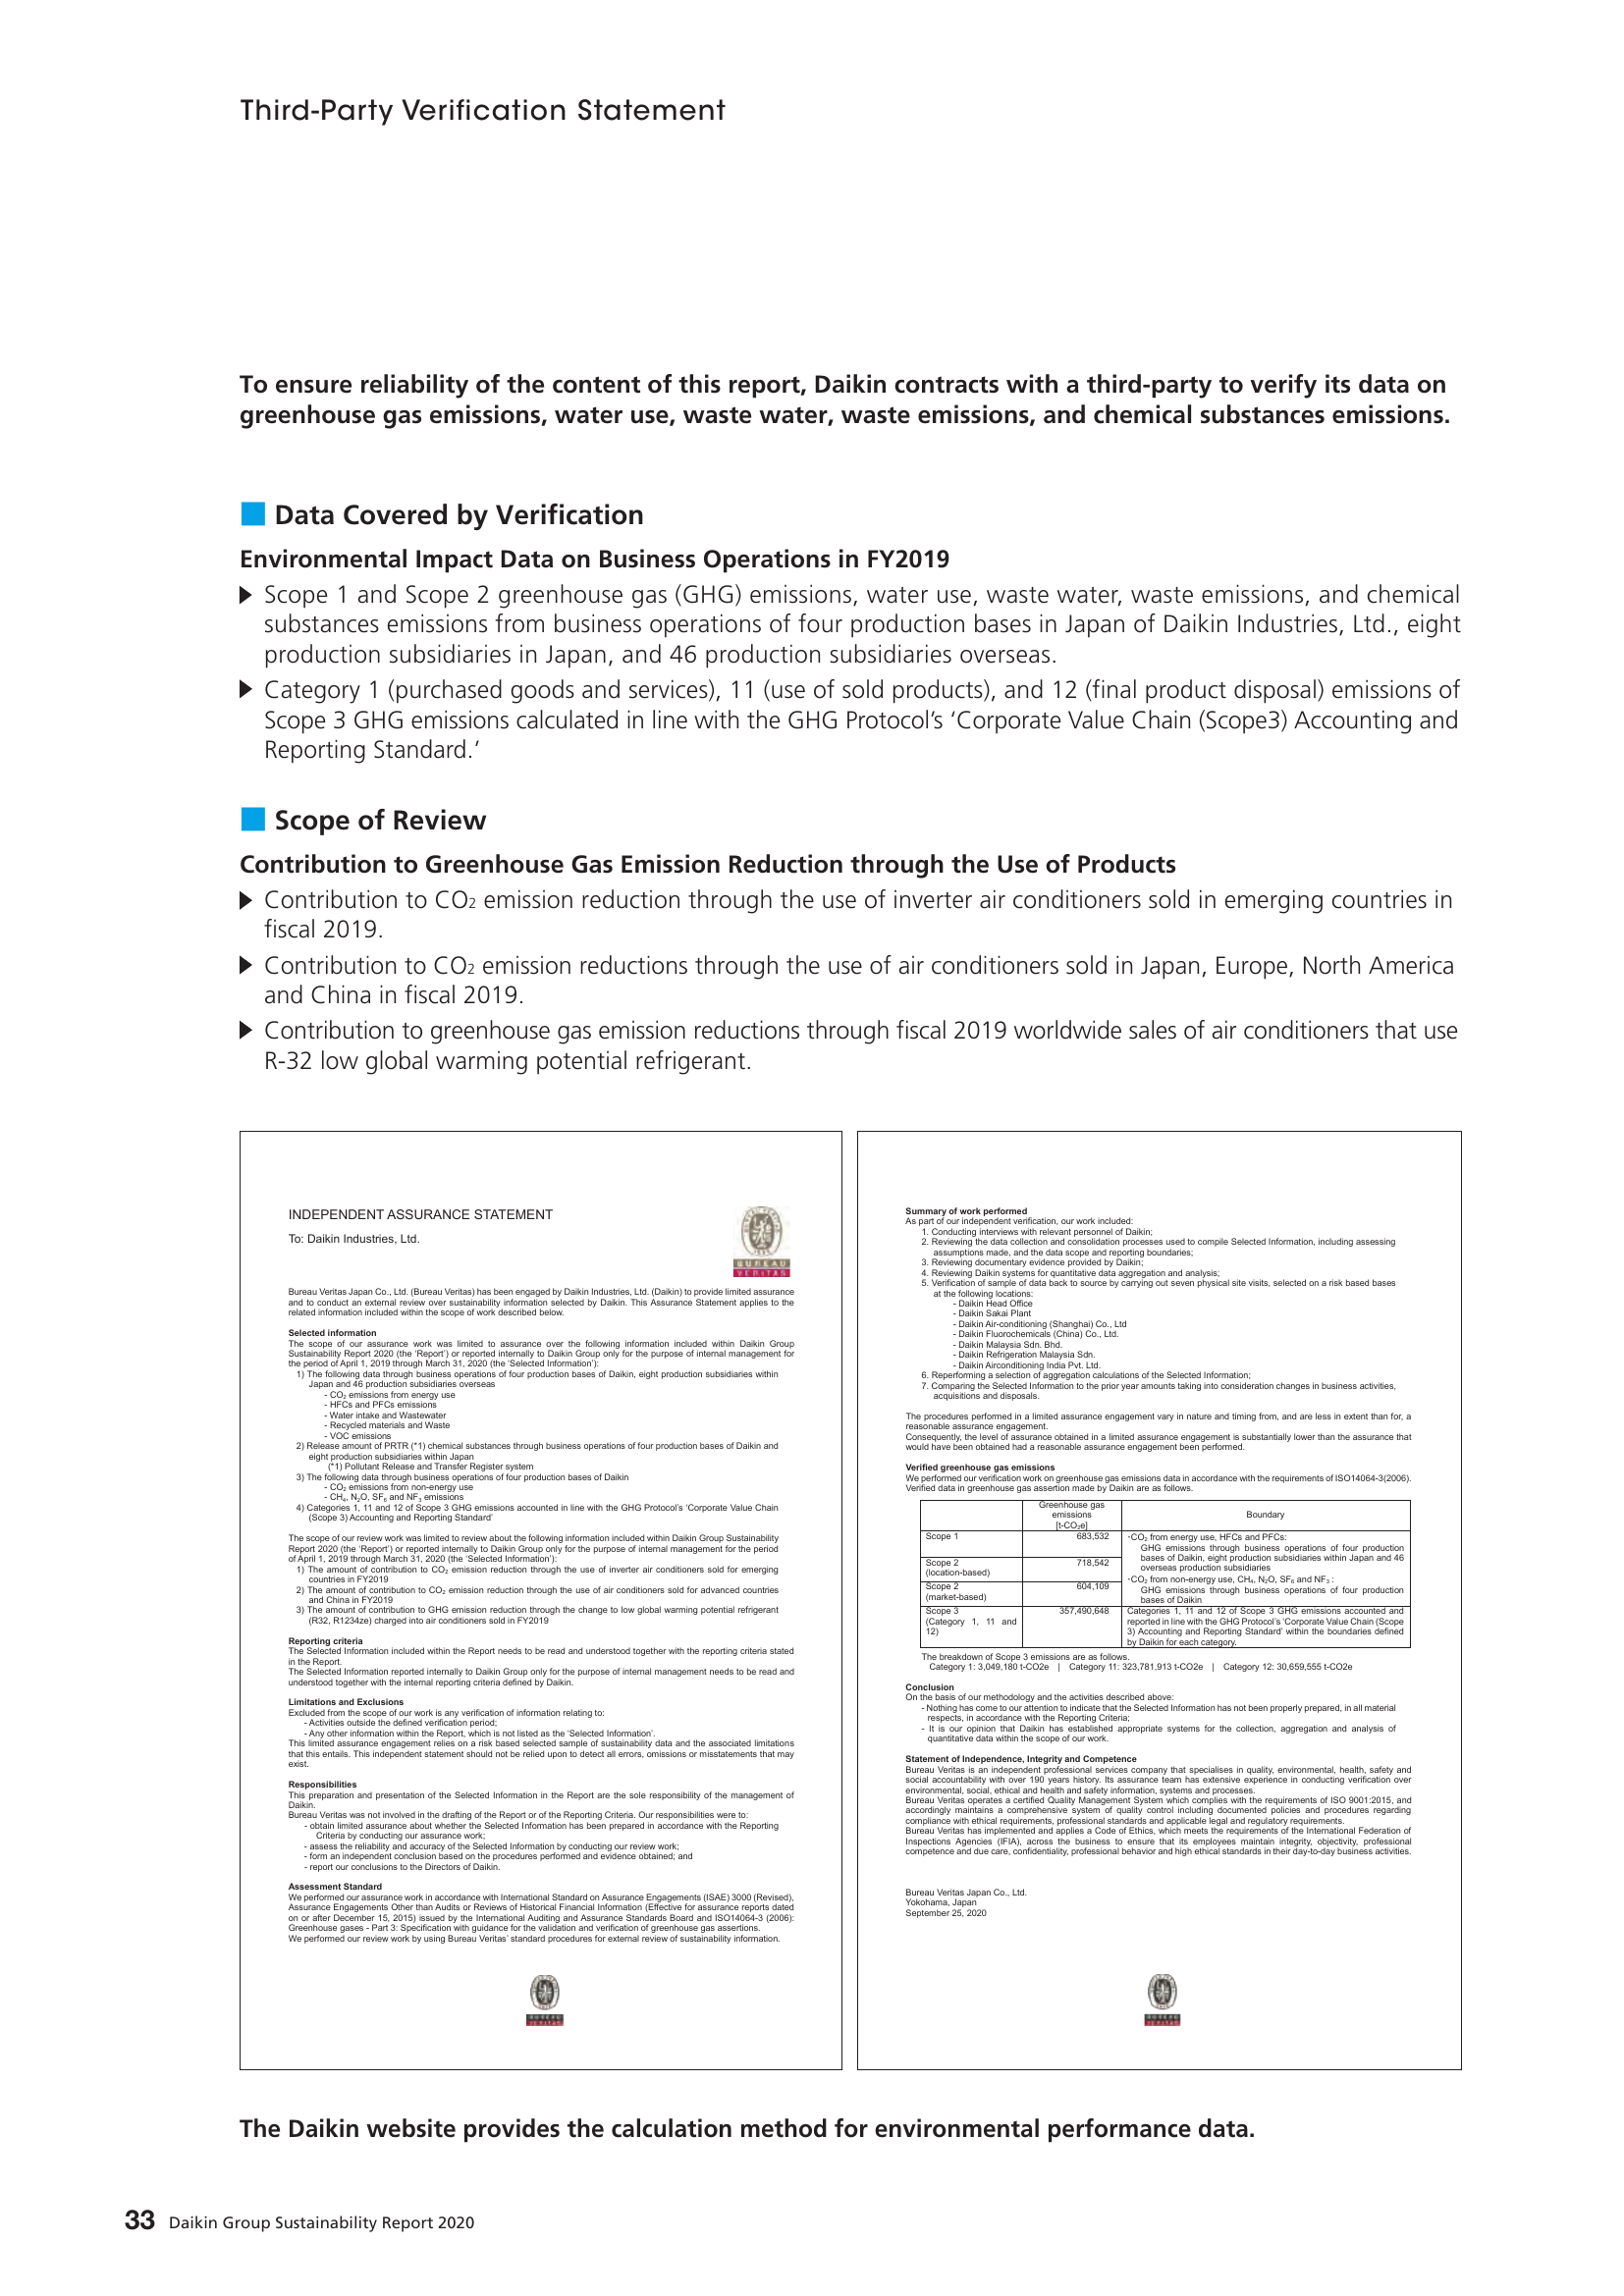 Third-Party Verification Statement
To ensure reliability of the content of this report, Daikin contracts with a third-party to verify its data on
greenhouse gas emissions, water use, waste water, waste emissions, and chemical substances emissions.
Data Covered by Verification
Environmental Impact Data on Business Operations in FY2019
Scope 1 and Scope 2 greenhouse gas (GHG) emissions, water use, waste water, waste emissions, and chemical
substances emissions from business operations of four production bases in Japan of Daikin Industries, Ltd., eight
production subsidiaries in Japan, and 46 production subsidiaries overseas.
Category 1 (purchased goods and services), 11 (use of sold products), and 12 (final product disposal) emissions of
Scope 3 GHG emissions calculated in line with the GHG Protocol’s ‘Corporate Value Chain (Scope3) Accounting and
Reporting Standard.’
Scope of Review
Contribution to Greenhouse Gas Emission Reduction through the Use of Products
Contribution to CO2 emission reduction through the use of inverter air conditioners sold in emerging countries in
fiscal 2019.
Contribution to CO2 emission reductions through the use of air conditioners sold in Japan, Europe, North America
and China in fiscal 2019.
Contribution to greenhouse gas emission reductions through fiscal 2019 worldwide sales of air conditioners that use
R-32 low global warming potential refrigerant.
INDEPENDENT ASSURANCE STATEMENT
To: Daikin Industries, Ltd.
BUREAU
VERITAS
Bureau Veritas Japan Co., Ltd. (Bureau Veritas) has been engaged by Daikin Industries, Ltd. (Daikin) to provide limited assurance
and to conduct an external review over sustainability information selected by Daikin. This Assurance Statement applies to the
related information included within the scope of work described below.
Selected information
The scope of our assurance work was limited to assurance over the following information included within Daikin Group
Sustainability Report 2020 (the ‘Report’) or reported internally to Daikin Group only for the purpose of internal management for
the period of April 1, 2019 through March 31, 2020 (the ‘Selected Information’):
1) The following data through business operations of four production bases of Daikin, eight production subsidiaries within
Japan and 46 production subsidiaries overseas
- CO2 emissions from energy use
- HFCs and PFCs emissions
- Water intake and Wastewater
- Recycled materials and Waste
- VOC emissions
2) Release amount of PRTR (*1) chemical substances through business operations of four production bases of Daikin and
eight production subsidiaries within Japan
(*1) Pollutant Release and Transfer Register system
3) The following data through business operations of four production bases of Daikin
- CO2 emissions from non-energy use
- CH4, N2O, SF6 and NF3 emissions
4) Categories 1, 11 and 12 of Scope 3 GHG emissions accounted in line with the GHG Protocol’s ‘Corporate Value Chain
(Scope 3) Accounting and Reporting Standard’
The scope of our review work was limited to review about the following information included within Daikin Group Sustainability
Report 2020 (the ‘Report’) or reported internally to Daikin Group only for the purpose of internal management for the period
of April 1, 2019 through March 31, 2020 (the ‘Selected Information’):
1) The amount of contribution to CO2 emission reduction through the use of inverter air conditioners sold for emerging
countries in FY2019
2) The amount of contribution to CO2 emission reduction through the use of air conditioners sold for advanced countries
and China in FY2019
3) The amount of contribution to GHG emission reduction through the change to low global warming potential refrigerant
(R32, R1234ze) charged into air conditioners sold in FY2019
Reporting criteria
The Selected Information included within the Report needs to be read and understood together with the reporting criteria stated
in the Report.
The Selected Information reported internally to Daikin Group only for the purpose of internal management needs to be read and
understood together with the internal reporting criteria defined by Daikin.
Limitations and Exclusions
Excluded from the scope of our work is any verification of information relating to:
- Activities outside the defined verification period;
- Any other information within the Report, which is not listed as the ‘Selected Information’.
This limited assurance engagement relies on a risk based selected sample of sustainability data and the associated limitations
that this entails. This independent statement should not be relied upon to detect all errors, omissions or misstatements that may
exist.
Responsibilities
This preparation and presentation of the Selected Information in the Report are the sole responsibility of the management of
Daikin.
Bureau Veritas was not involved in the drafting of the Report or of the Reporting Criteria. Our responsibilities were to:
- obtain limited assurance about whether the Selected Information has been prepared in accordance with the Reporting
Criteria by conducting our assurance work;
- assess the reliability and accuracy of the Selected Information by conducting our review work;
- form an independent conclusion based on the procedures performed and evidence obtained; and
- report our conclusions to the Directors of Daikin.
Assessment Standard
We performed our assurance work in accordance with International Standard on Assurance Engagements (ISAE) 3000 (Revised),
Assurance Engagements Other than Audits or Reviews of Historical Financial Information (Effective for assurance reports dated
on or after December 15, 2015) issued by the International Auditing and Assurance Standards Board and ISO14064-3 (2006):
Greenhouse gases - Part 3: Specification with guidance for the validation and verification of greenhouse gas assertions.
We performed our review work by using Bureau Veritas’ standard procedures for external review of sustainability information.
BUREAU
VERITAS
Summary of work performed
As part of our independent verification, our work included:
1. Conducting interviews with relevant personnel of Daikin;
2. Reviewing the data collection and consolidation processes used to compile Selected Information, including assessing
assumptions made, and the data scope and reporting boundaries;
3. Reviewing documentary evidence provided by Daikin;
4. Reviewing Daikin systems for quantitative data aggregation and analysis;
5. Verification of sample of data back to source by carrying out seven physical site visits, selected on a risk based bases
at the following locations:
- Daikin Head Office
- Daikin Sakai Plant
- Daikin Air-conditioning (Shanghai) Co., Ltd
- Daikin Fluorochemicals (China) Co., Ltd.
- Daikin Malaysia Sdn. Bhd.
- Daikin Refrigeration Malaysia Sdn.
- Daikin Airconditioning India Pvt. Ltd.
6. Reperforming a selection of aggregation calculations of the Selected Information;
7. Comparing the Selected Information to the prior year amounts taking into consideration changes in business activities,
acquisitions and disposals.
The procedures performed in a limited assurance engagement vary in nature and timing from, and are less in extent than for, a
reasonable assurance engagement.
Consequently, the level of assurance obtained in a limited assurance engagement is substantially lower than the assurance that
would have been obtained had a reasonable assurance engagement been performed.
Verified greenhouse gas emissions
We performed our verification work on greenhouse gas emissions data in accordance with the requirements of ISO14064-3(2006).
Verified data in greenhouse gas assertion made by Daikin are as follows.
Greenhouse gas
emissions
[t-CO2e]
Boundary
Scope 1 683,532
Scope 2
(location-based) 718,542
Scope 2
(market-based) 604,109
・CO2 from energy use, HFCs and PFCs:
GHG emissions through business operations of four production
bases of Daikin, eight production subsidiaries within Japan and 46
overseas production subsidiaries
・CO2 from non-energy use, CH4, N2O, SF6 and NF3 :
GHG emissions through business operations of four production
bases of Daikin
Scope 3
(Category 1, 11 and
12)
357,490,648
Categories 1, 11 and 12 of Scope 3 GHG emissions accounted and
reported in line with the GHG Protocol’s ‘Corporate Value Chain (Scope
3) Accounting and Reporting Standard’ within the boundaries defined
by Daikin for each category.
The breakdown of Scope 3 emissions are as follows.
Category 1: 3,049,180 t-CO2e | Category 11: 323,781,913 t-CO2e | Category 12: 30,659,555 t-CO2e
Conclusion
On the basis of our methodology and the activities described above:
- Nothing has come to our attention to indicate that the Selected Information has not been properly prepared, in all material
respects, in accordance with the Reporting Criteria;
- It is our opinion that Daikin has established appropriate systems for the collection, aggregation and analysis of
quantitative data within the scope of our work.
Statement of Independence, Integrity and Competence
Bureau Veritas is an independent professional services company that specialises in quality, environmental, health, safety and
social accountability with over 190 years history. Its assurance team has extensive experience in conducting verification over
environmental, social, ethical and health and safety information, systems and processes.
Bureau Veritas operates a certified Quality Management System which complies with the requirements of ISO 9001:2015, and
accordingly maintains a comprehensive system of quality control including documented policies and procedures regarding
compliance with ethical requirements, professional standards and applicable legal and regulatory requirements.
Bureau Veritas has implemented and applies a Code of Ethics, which meets the requirements of the International Federation of
Inspections Agencies (IFIA), across the business to ensure that its employees maintain integrity, objectivity, professional
competence and due care, confidentiality, professional behavior and high ethical standards in their day-to-day business activities.
Bureau Veritas Japan Co., Ltd.
Yokohama, Japan
September 25, 2020
BUREAU
VERITAS
The Daikin website provides the calculation method for environmental performance data.
33 Daikin Group Sustainability Report 2020